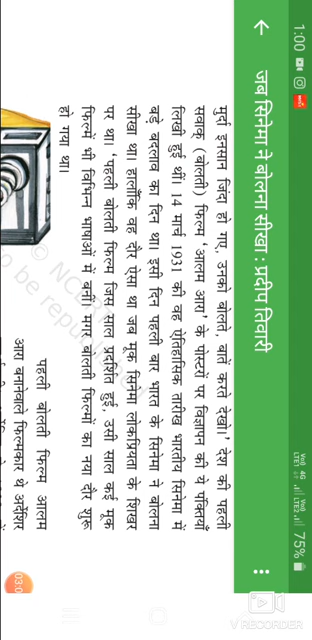 1:00
Vo) 4G
LTE1
Vo)
LTE2
75%
जब सिनेमा ने बोलना सीखा : प्रदीप तिवारी
मुर्दा इनसान ज़िंदा हो गए, उनको बोलते, बातें करते देखो।' देश की पहली
सवाक् (बोलती) फिल्म 'आलम आरा' के पोस्टरों पर विज्ञापन की ये पंक्तियाँ
लिखी हुई थीं। 14 मार्च 1931 की वह ऐतिहासिक तारीख भारतीय सिनेमा में
बड़े बदलाव का दिन था। इसी दिन पहली बार भारत के सिनेमा ने बोलना
सीखा था। हालाँकि वह दौर ऐसा था जब मूक सिनेमा लोकप्रियता के शिखर
पर था। 'पहली बोलती फिल्म जिस साल प्रदर्शित हुई, उसी साल कई मूक
फिल्में भी विभिन्न भाषाओं में बनीं। मगर बोलती फिल्मों का नया दौर शुरू
हो गया था।
पहली बोलती फिल्म आलम
आरा बनानेवाले फिल्मकार थे अर्देशिर
© NCERT
be republished
03:0
V RECORDER